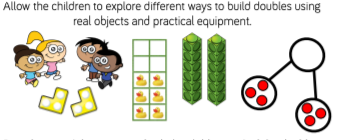 Allow the children to explore different ways to build doubles using
real objects and practical equipment.